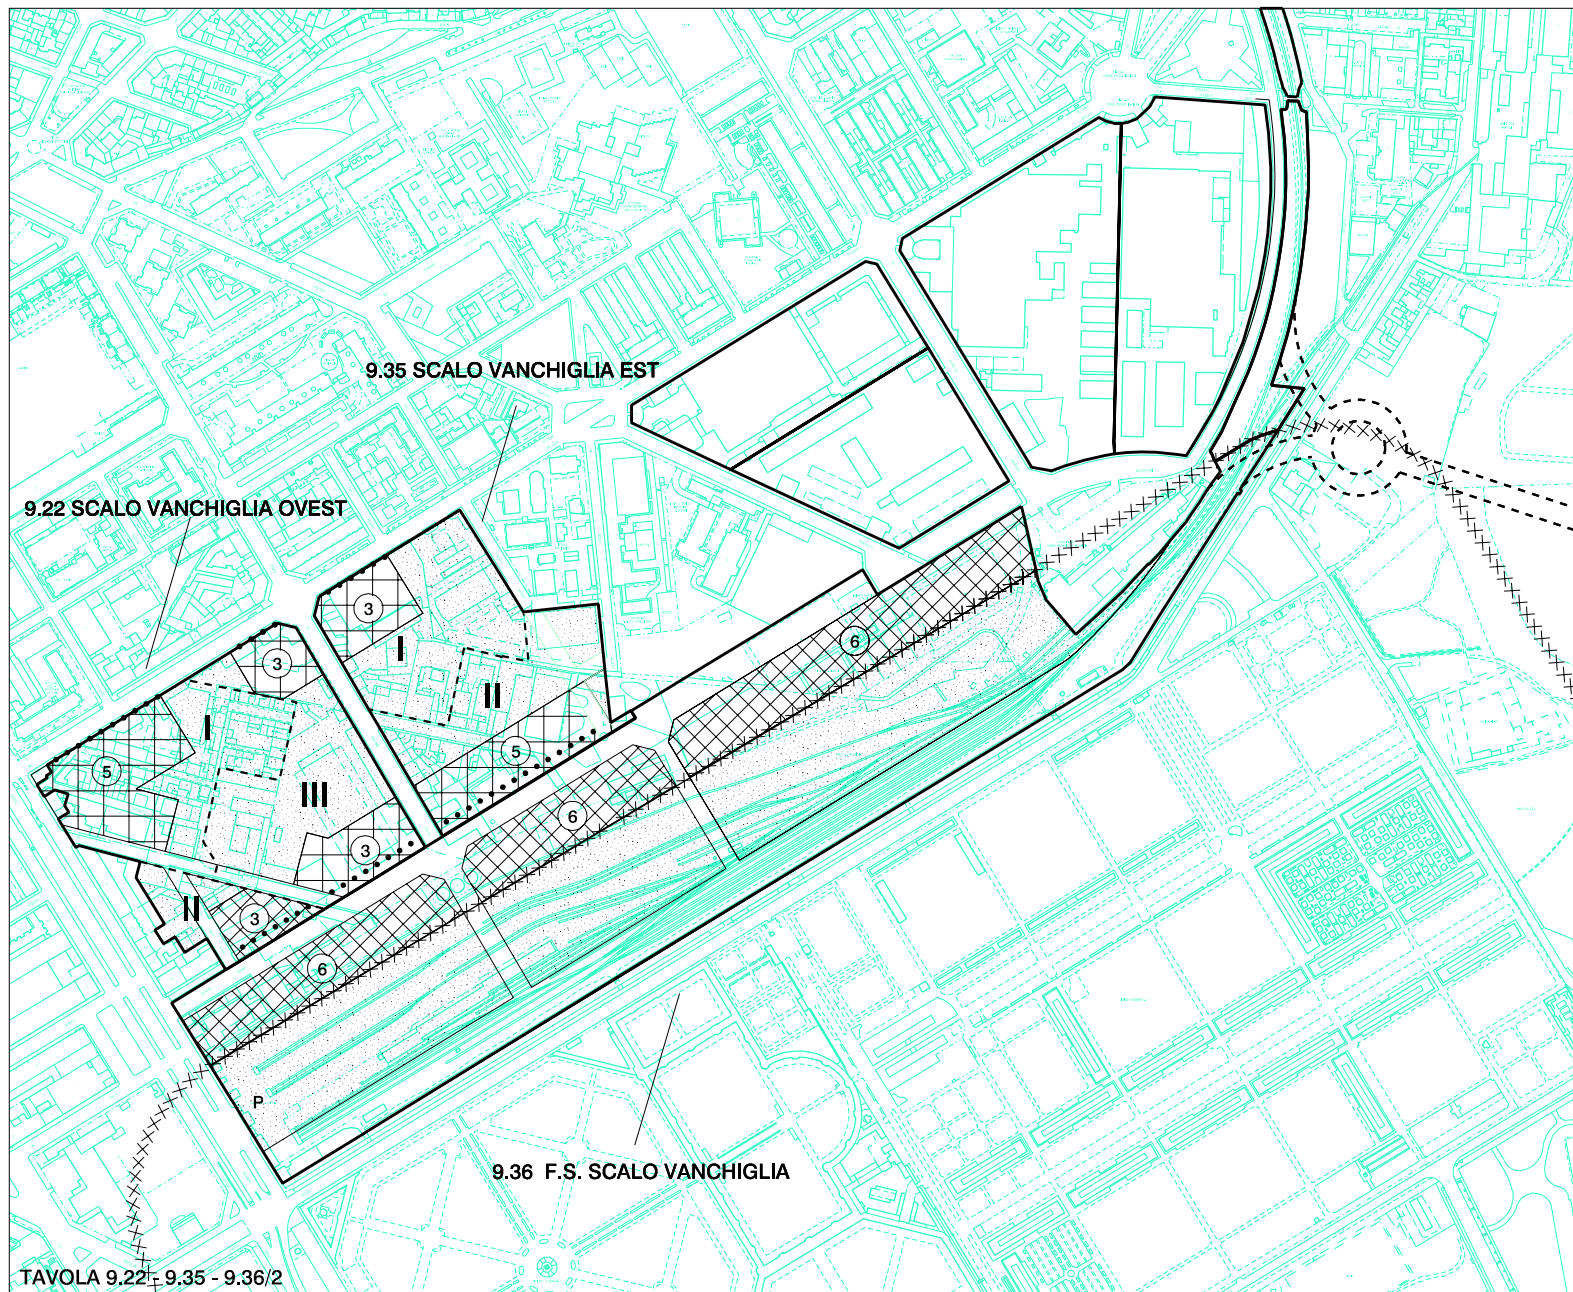 9.35 SCALO VANCHIGLIA EST
9.22 SCALO VANCHIGLIA OVEST
3
I
6
3
II
I
5
5
III
6
3
II
3
6
P
9.36 F.S. SCALO VANCHIGLIA
TAVOLA 9.22 - 9.35 - 9.36/2